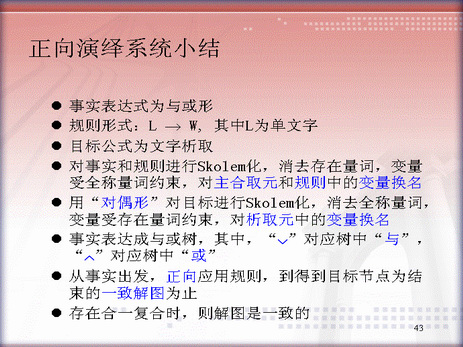 正向演绎系统小结
● 事实表达式为与或形
● 规则形式：L → W, 其中L为单文字
● 目标公式为文字析取
● 对事实和规则进行Skolem化，消去存在量词，变量
受全称量词约束，对主合取元和规则中的变量换名
● 用“对偶形”对目标进行Skolem化，消去全称量词，
变量受存在量词约束，对析取元中的变量换名
● 事实表达成与或树，其中，“∨”对应树中“与”，
“∧”对应树中“或”
● 从事实出发，正向应用规则，到得到目标节点为结
束的一致解图为止
● 存在合一复合时，则解图是一致的
43